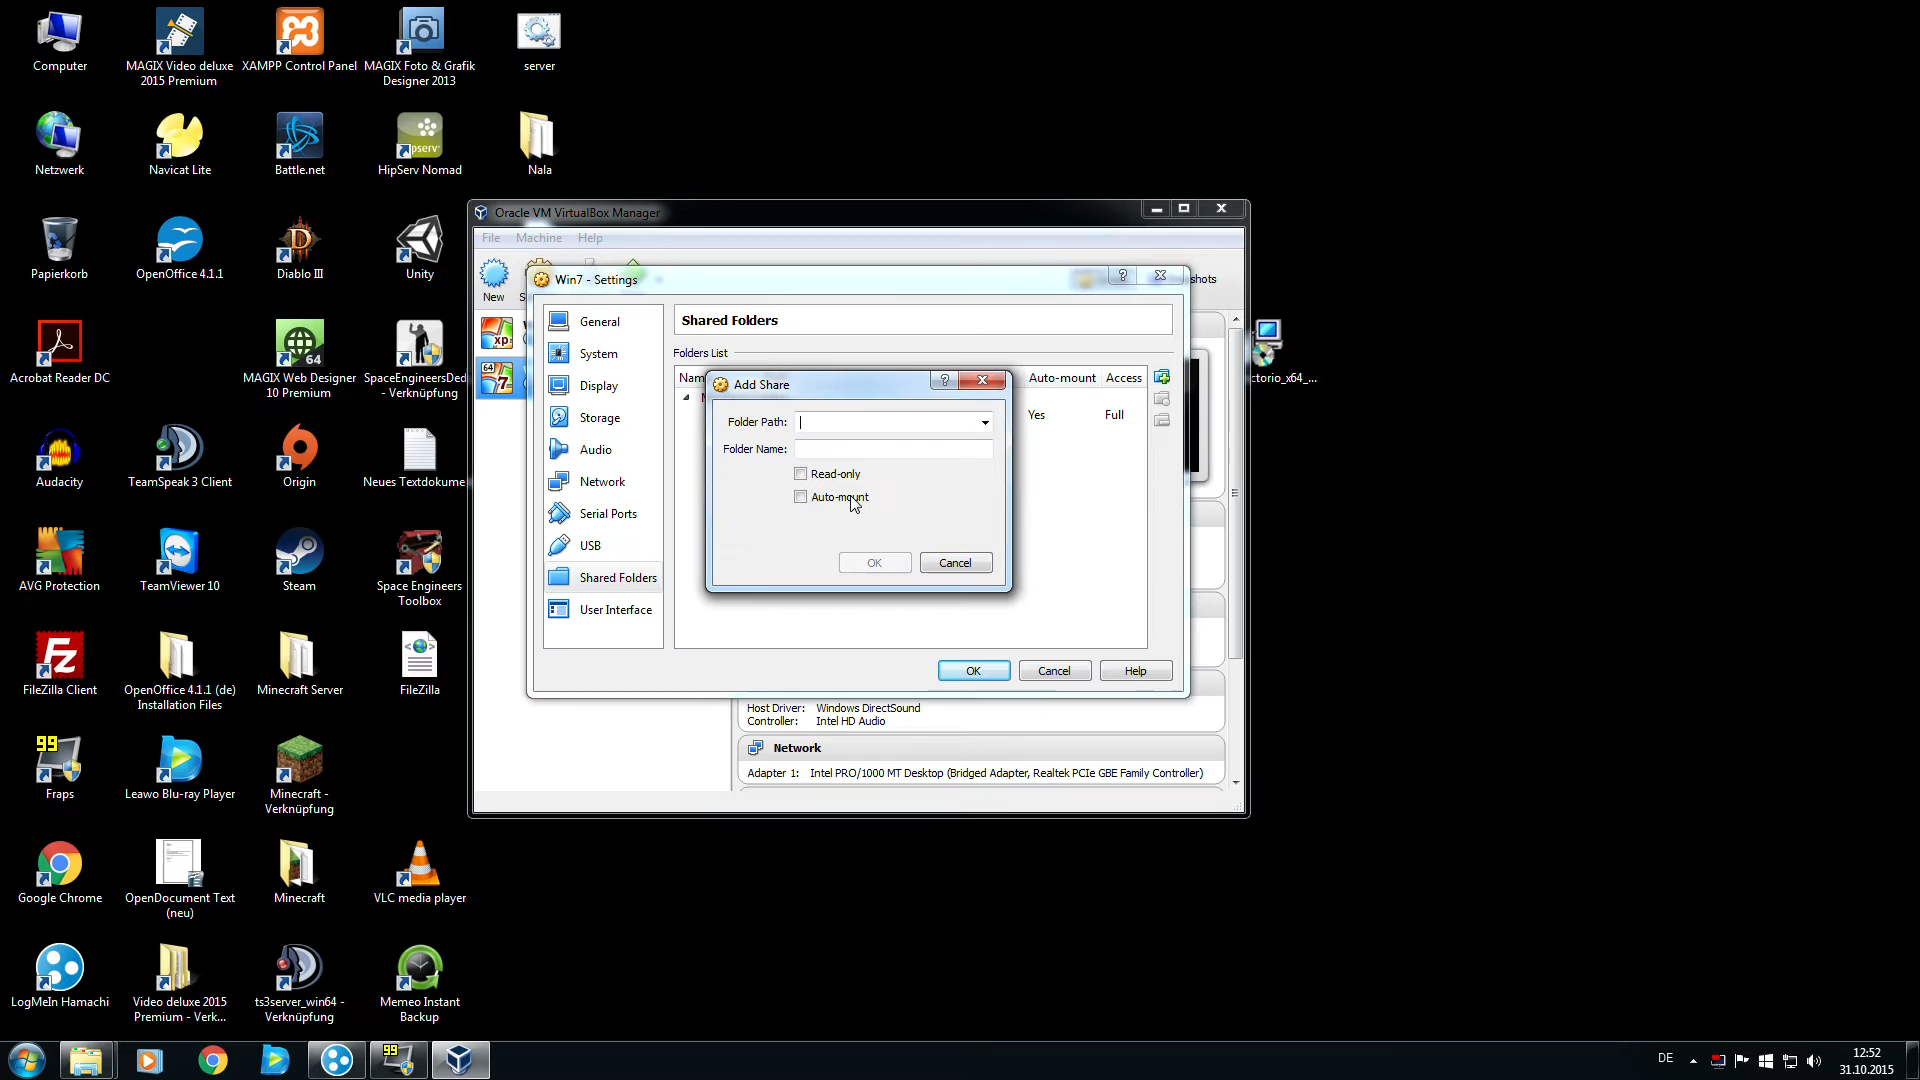 Computer
MAGIX Video deluxe
2015 Premium
XAMPP Control Panel
MAGIX Foto & Grafik
Designer 2013
server
Netzwerk
Navicat Lite
Battle.net
HipServ Nomad
Nala
Papierkorb
OpenOffice 4.1.1
Diablo III
Unity
Acrobat Reader DC
MAGIX Web Designer
10 Premium
SpaceEngineersDed
- Verknüpfung
Audacity
TeamSpeak 3 Client
Origin
Neues Textdokume
AVG Protection
TeamViewer 10
Steam
Space Engineers
Toolbox
FileZilla Client
OpenOffice 4.1.1 (de)
Installation Files
Minecraft Server
FileZilla
Fraps
Leawo Blu-ray Player
Minecraft -
Verknüpfung
Google Chrome
OpenDocument Text
(neu)
Minecraft
VLC media player
LogMeIn Hamachi
Video deluxe 2015
Premium - Verk...
ts3server_win64 -
Verknüpfung
Memeo Instant
Backup
ctorio_x64_...
Oracle VM VirtualBox Manager
File Machine Help
New
shots
Win7 - Settings
General
System
Display
Storage
Audio
Network
Serial Ports
USB
Shared Folders
User Interface
Shared Folders
Folders List
Nam
Auto-mount Access
Yes Full
Add Share
Folder Path:
Folder Name:
Read-only
Auto-mount
OK Cancel
OK Cancel Help
Host Driver: Windows DirectSound
Controller: Intel HD Audio
Network
Adapter 1: Intel PRO/1000 MT Desktop (Bridged Adapter, Realtek PCIe GBE Family Controller)
DE
12:52
31.10.2015